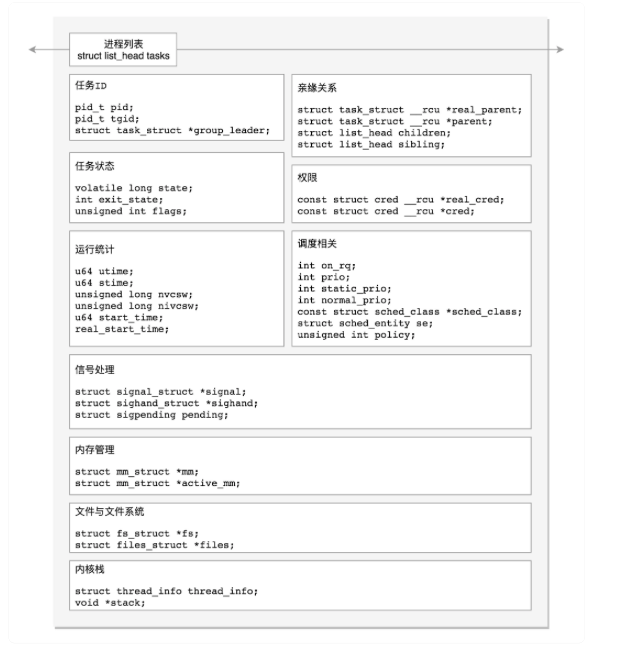 进程列表
struct list_head tasks
任务ID
pid_t pid;
pid_t tgid;
struct task_struct *group_leader;
亲缘关系
struct task_struct __rcu *real_parent;
struct task_struct __rcu *parent;
struct list_head children;
struct list_head sibling;
任务状态
volatile long state;
int exit_state;
unsigned int flags;
权限
const struct cred __rcu *real_cred;
const struct cred __rcu *cred;
运行统计
u64 utime;
u64 stime;
unsigned long nvcsw;
unsigned long nivcsw;
u64 start_time;
real_start_time;
调度相关
int on_rq;
int prio;
int static_prio;
int normal_prio;
const struct sched_class *sched_class;
struct sched_entity se;
unsigned int policy;
信号处理
struct signal_struct *signal;
struct sighand_struct *sighand;
struct sigpending pending;
内存管理
struct mm_struct *mm;
struct mm_struct *active_mm;
文件与文件系统
struct fs_struct *fs;
struct files_struct *files;
内核栈
struct thread_info thread_info;
void *stack;